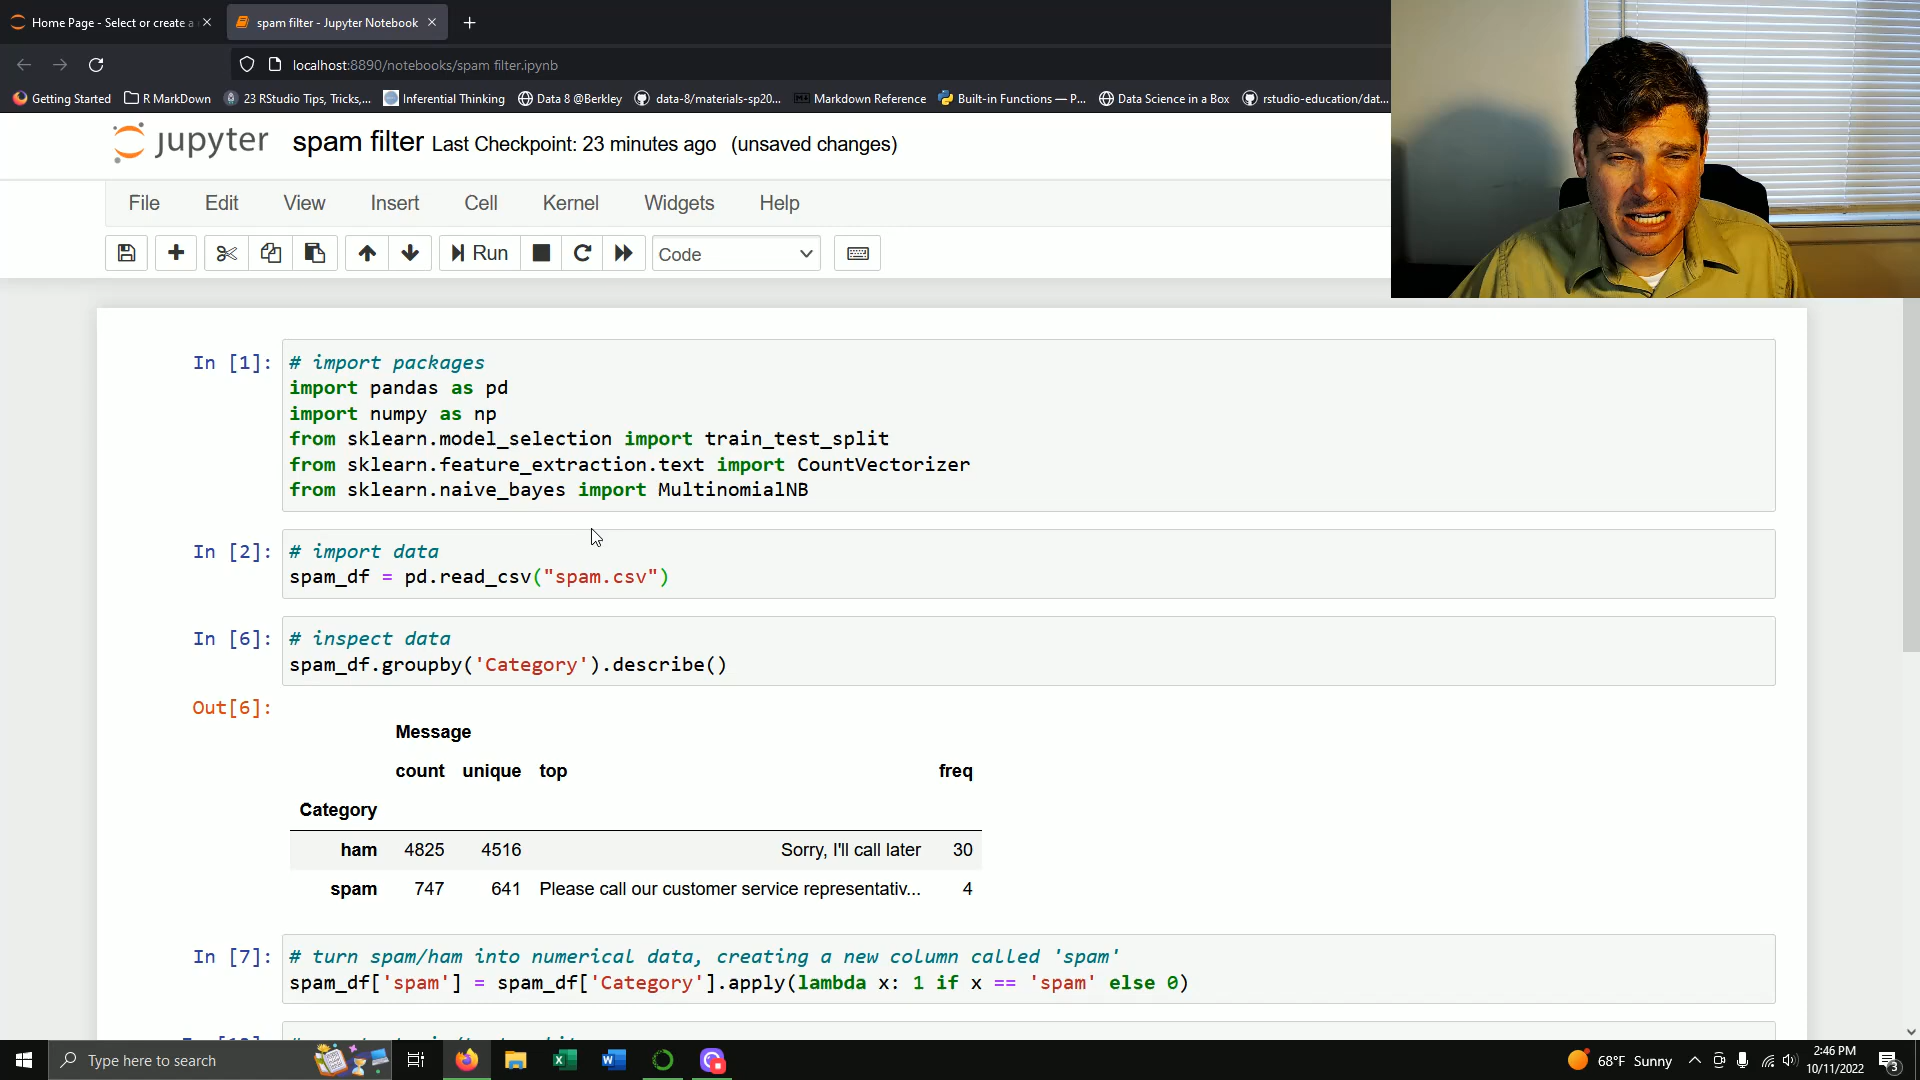 Home Page - Select or create a
spam filter - Jupyter Notebook
localhost:8890/notebooks/spam filter.ipynb
Getting Started
R MarkDown
23 RStudio Tips, Tricks,...
Inferential Thinking
Data 8 @Berkley
data-8/materials-sp20...
Markdown Reference
Built-in Functions — P...
Data Science in a Box
rstudio-education/dat...
jupyter spam filter Last Checkpoint: 23 minutes ago (unsaved changes)
File Edit View Insert Cell Kernel Widgets Help
Run Code
In [1]: # import packages
import pandas as pd
import numpy as np
from sklearn.model_selection import train_test_split
from sklearn.feature_extraction.text import CountVectorizer
from sklearn.naive_bayes import MultinomialNB
In [2]: # import data
spam_df = pd.read_csv("spam.csv")
In [6]: # inspect data
spam_df.groupby('Category').describe()
Out[6]:
Message
count unique top freq
Category
ham 4825 4516 Sorry, I'll call later 30
spam 747 641 Please call our customer service representativ... 4
In [7]: # turn spam/ham into numerical data, creating a new column called 'spam'
spam_df['spam'] = spam_df['Category'].apply(lambda x: 1 if x == 'spam' else 0)
Type here to search
68°F Sunny
2:46 PM
10/11/2022
3